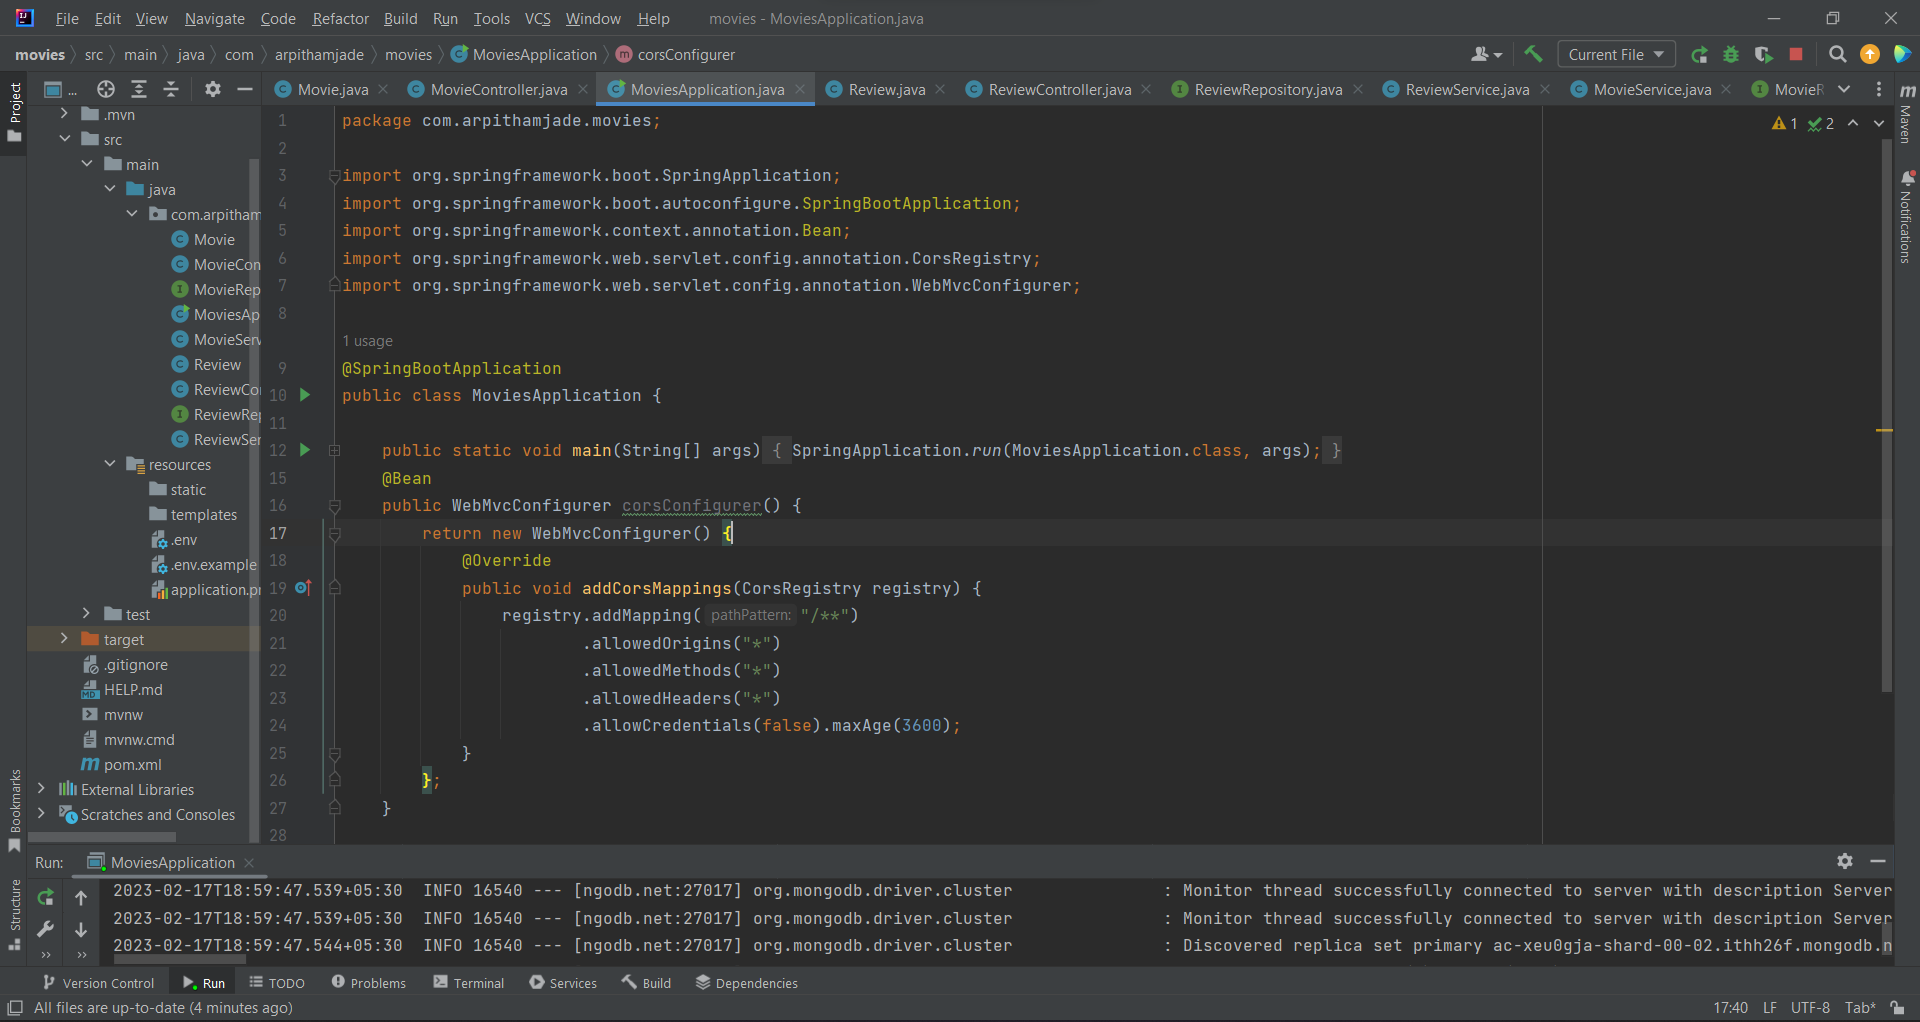 File Edit View Navigate Code Refactor Build Run Tools VCS Window Help movies - MoviesApplication.java
movies src main java com arpithamjade movies MoviesApplication corsConfigurer Current File
... Movie.java MovieController.java MoviesApplication.java Review.java ReviewController.java ReviewRepository.java ReviewService.java MovieService.java MovieR
Project
.mvn
src
main
java
com.arpitham
Movie
MovieCon
MovieRep
MoviesAp
MovieServ
Review
ReviewCo
ReviewRe
ReviewSer
resources
static
templates
.env
.env.example
application.pr
test
target
.gitignore
HELP.md
mvnw
mvnw.cmd
pom.xml
External Libraries
Scratches and Consoles
1 package com.arpithamjade.movies;
2
3 import org.springframework.boot.SpringApplication;
4 import org.springframework.boot.autoconfigure.SpringBootApplication;
5 import org.springframework.context.annotation.Bean;
6 import org.springframework.web.servlet.config.annotation.CorsRegistry;
7 import org.springframework.web.servlet.config.annotation.WebMvcConfigurer;
8
1 usage
9 @SpringBootApplication
10 public class MoviesApplication {
11
12 public static void main(String[] args) { SpringApplication.run(MoviesApplication.class, args); }
15 @Bean
16 public WebMvcConfigurer corsConfigurer() {
17 return new WebMvcConfigurer() {
18 @Override
19 public void addCorsMappings(CorsRegistry registry) {
20 registry.addMapping( pathPattern: "/**")
21 .allowedOrigins("*")
22 .allowedMethods("*")
23 .allowedHeaders("*")
24 .allowCredentials(false).maxAge(3600);
25 }
26 };
27 }
28
1 2
Maven
Notifications
Bookmarks
Structure
Run: MoviesApplication
2023-02-17T18:59:47.539+05:30 INFO 16540 --- [ngodb.net:27017] org.mongodb.driver.cluster : Monitor thread successfully connected to server with description Server
2023-02-17T18:59:47.539+05:30 INFO 16540 --- [ngodb.net:27017] org.mongodb.driver.cluster : Monitor thread successfully connected to server with description Server
2023-02-17T18:59:47.544+05:30 INFO 16540 --- [ngodb.net:27017] org.mongodb.driver.cluster : Discovered replica set primary ac-xeu0gja-shard-00-02.ithh26f.mongodb.n
Version Control Run TODO Problems Terminal Services Build Dependencies
All files are up-to-date (4 minutes ago) 17:40 LF UTF-8 Tab*